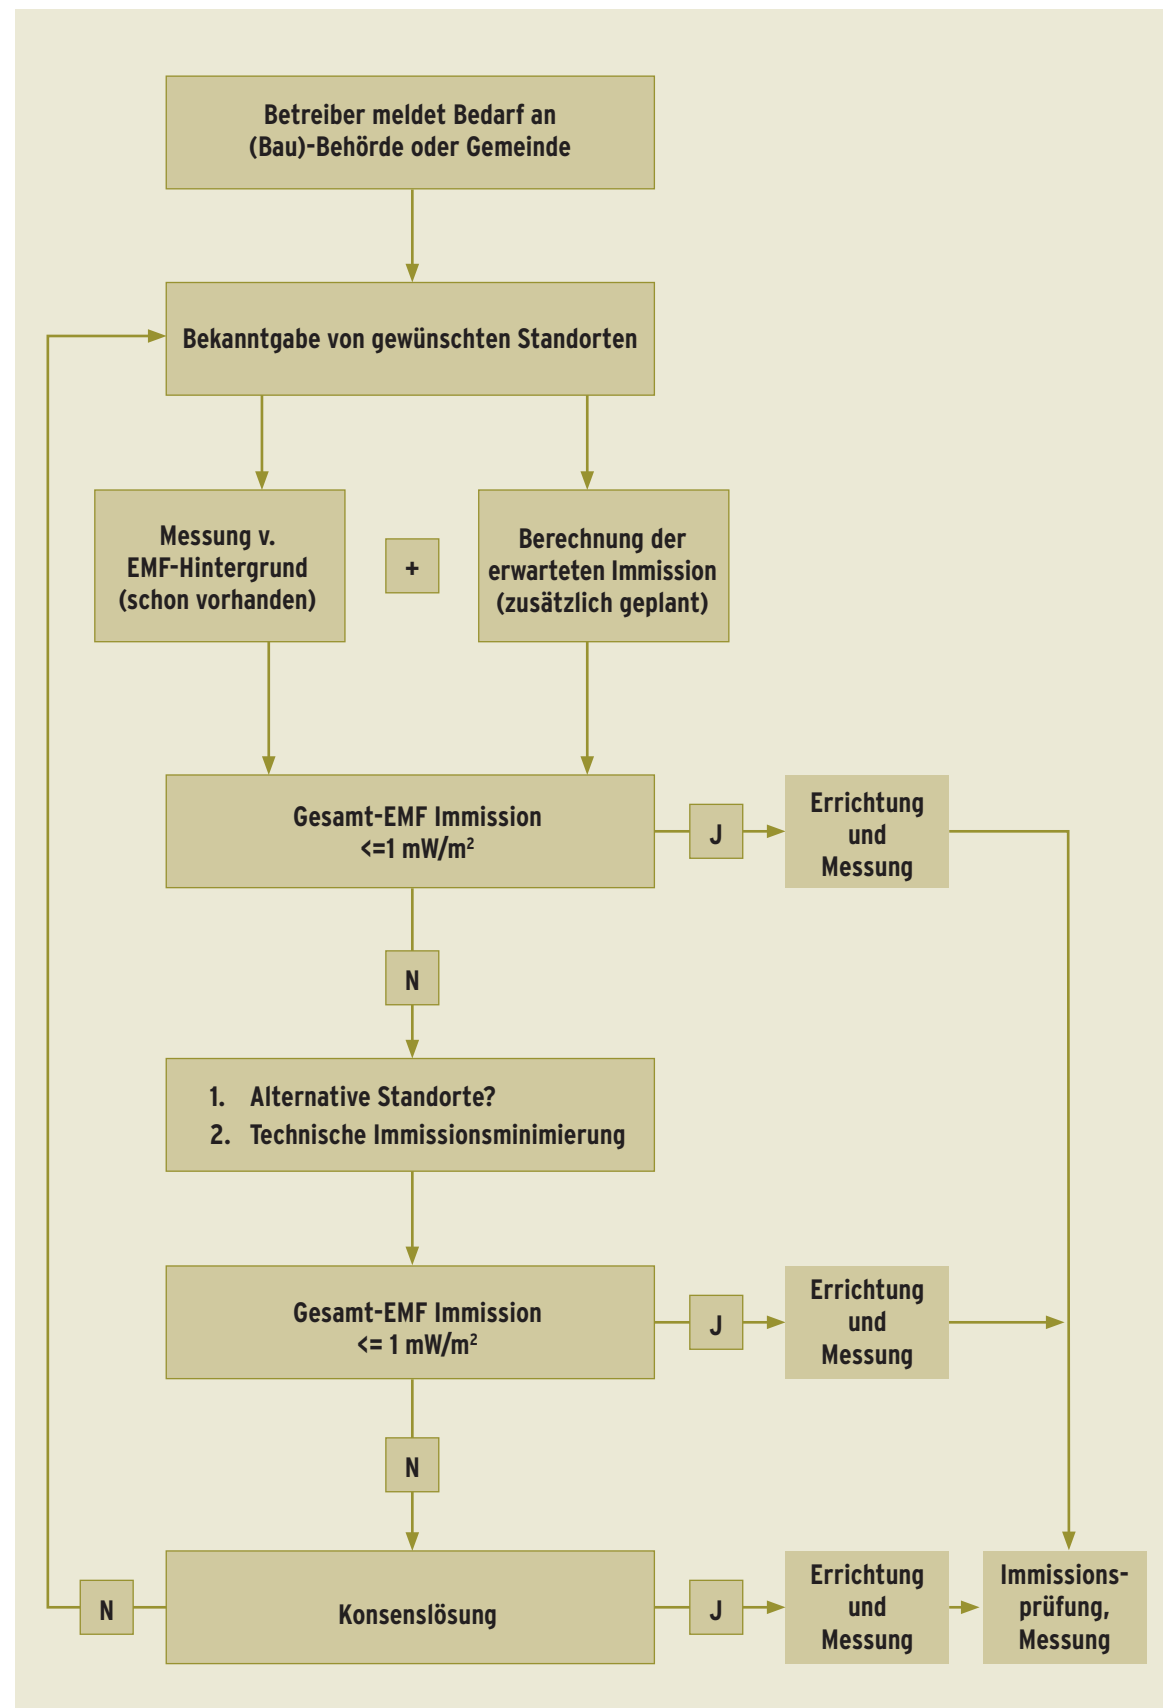 Betreiber meldet Bedarf an
(Bau)-Behörde oder Gemeinde
Bekanntgabe von gewünschten Standorten
Messung v.
EMF-Hintergrund
(schon vorhanden)
+
Berechnung der
erwarteten Immission
(zusätzlich geplant)
Gesamt-EMF Immission
<=1 mW/m²
J
Errichtung
und
Messung
N
1. Alternative Standorte?
2. Technische Immissionsminimierung
Gesamt-EMF Immission
<= 1 mW/m²
J
Errichtung
und
Messung
N
N
Konsenslösung
J
Errichtung
und
Messung
Immissions-
prüfung,
Messung